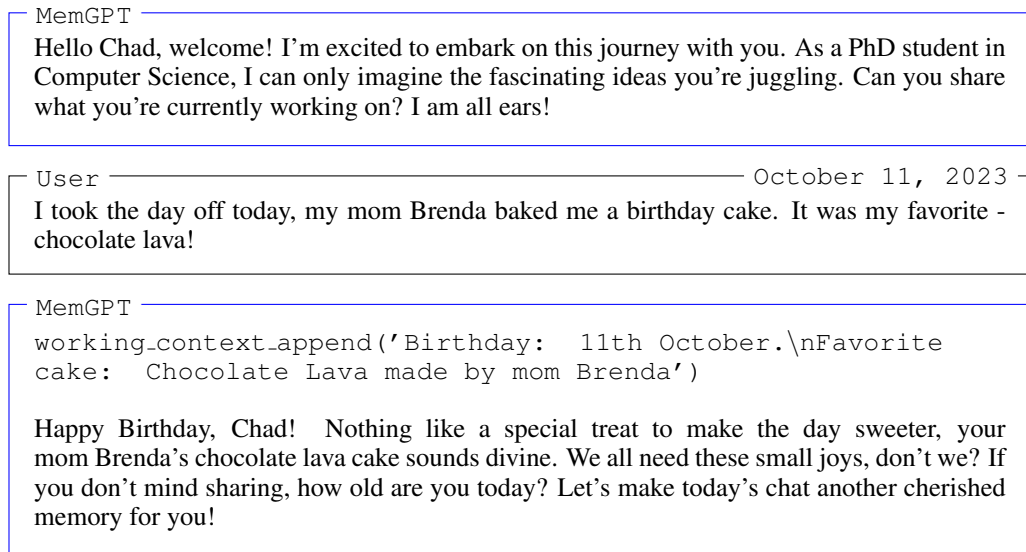 MemGPT
Hello Chad, welcome! I'm excited to embark on this journey with you. As a PhD student in
Computer Science, I can only imagine the fascinating ideas you're juggling. Can you share
what you're currently working on? I am all ears!
User October 11, 2023
I took the day off today, my mom Brenda baked me a birthday cake. It was my favorite -
chocolate lava!
MemGPT
working_context_append('Birthday: 11th October.\nFavorite
cake: Chocolate Lava made by mom Brenda')
Happy Birthday, Chad! Nothing like a special treat to make the day sweeter, your
mom Brenda's chocolate lava cake sounds divine. We all need these small joys, don't we? If
you don't mind sharing, how old are you today? Let's make today's chat another cherished
memory for you!